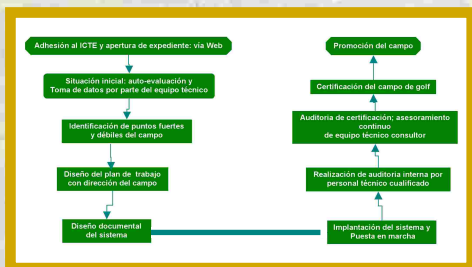 Adhesión al ICTE y apertura de expediente: vía Web
Situación inicial: auto-evaluación y
Toma de datos por parte del equipo técnico
Identificación de puntos fuertes
y débiles del campo
Diseño del plan de trabajo
con dirección del campo
Diseño documental
del sistema
Implantación del sistema y
Puesta en marcha
Realización de auditoria interna por
personal técnico cualificado
Auditoria de certificación; asesoramiento
continuo
de equipo técnico consultor
Certificación del campo de golf
Promoción del campo